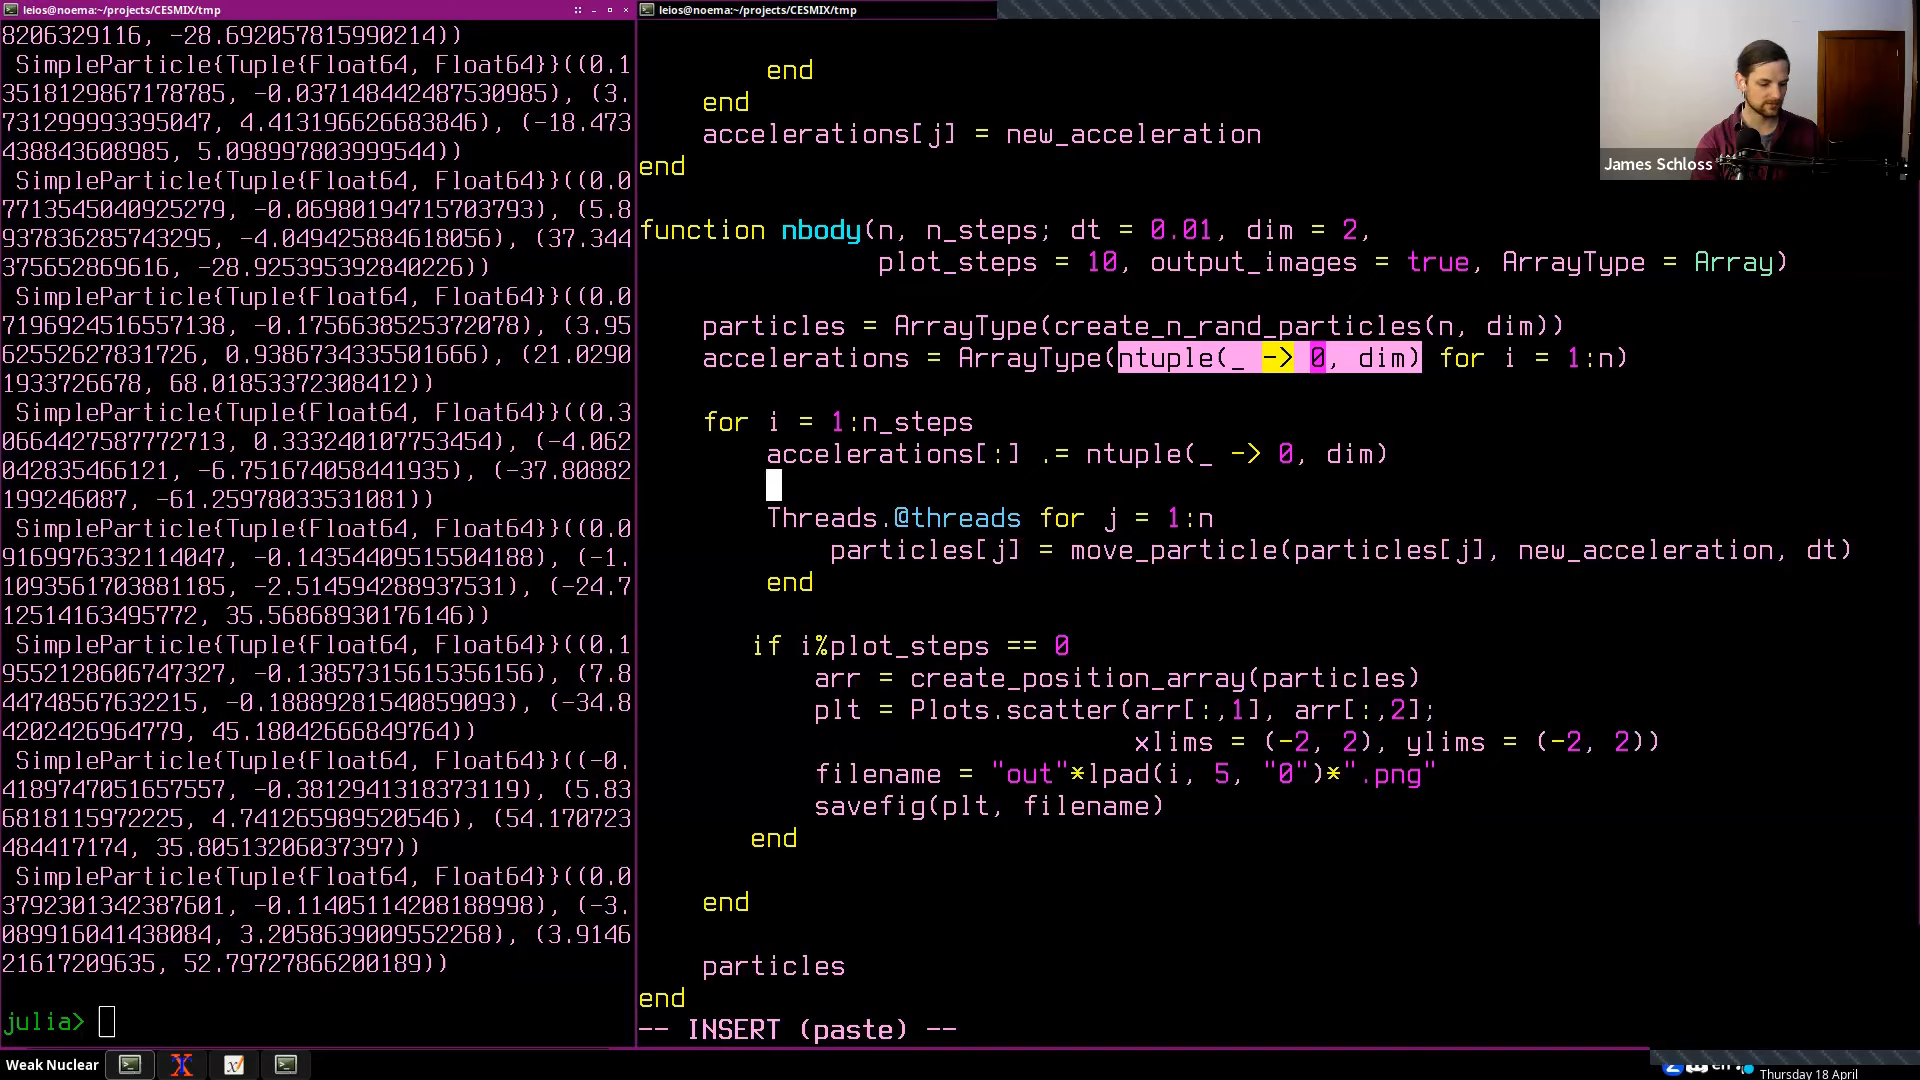 leios@noema:~/projects/CESMIX/tmp
8206329116, -28.692057815990214))
SimpleParticle{Tuple{Float64, Float64}}((0.1
3518129867178785, -0.037148442487530985), (3.
731299993395047, 4.413196626683846), (-18.473
438843608985, 5.0989978039995​44))
SimpleParticle{Tuple{Float64, Float64}}((0.0
7713545040925279, -0.06980194715703793), (5.8
937836285743295, -4.049425884618056), (37.344
375652869616, -28.925395392840226))
SimpleParticle{Tuple{Float64, Float64}}((0.0
7196924516557138, -0.1756638525372078), (3.95
62552627831726, 0.93867334335501666), (21.0290
1933726678, 68.01853372308412))
SimpleParticle{Tuple{Float64, Float64}}((0.3
0664427587772713, 0.333240107753454), (-4.062
042835466121, -6.751674058441935), (-37.80882
199246087, -61.25978033531081))
SimpleParticle{Tuple{Float64, Float64}}((0.0
9169976332114047, -0.14354409515504188), (-1.
10935617038811​85, -2.514594288937531), (-24.7
12514163495772, 35.56868930176146))
SimpleParticle{Tuple{Float64, Float64}}((0.1
9552128606747327, -0.13857315615356156), (7.8
44748567632215, -0.188892815408590​93), (-34.8
4202426964779, 45.18042666849764))
SimpleParticle{Tuple{Float64, Float64}}((-0.
41897470516​57557, -0.3812941318373119), (5.83
6818115972225, 4.741265989520546), (54.170723
484417174, 35.80513206037397))
SimpleParticle{Tuple{Float64, Float64}}((0.0
3792301342387601, -0.11405114208188998), (-3.
089916041438084, 3.2058639009552268), (3.9146
21617209635, 52.79727866200189))
julia>
leios@noema:~/projects/CESMIX/tmp
end
end
accelerations[j] = new_acceleration
end
function nbody(n, n_steps; dt = 0.01, dim = 2,
plot_steps = 10, output_images = true, ArrayType = Array)
particles = ArrayType(create_n_rand_particles(n, dim))
accelerations = ArrayType(ntuple(_ -> 0, dim) for i = 1:n)
for i = 1:n_steps
accelerations[:] .= ntuple(_ -> 0, dim)
Threads.@threads for j = 1:n
particles[j] = move_particle(particles[j], new_acceleration, dt)
end
if i%plot_steps == 0
arr = create_position_array(particles)
plt = Plots.scatter(arr[:,1], arr[:,2];
xlims = (-2, 2), ylims = (-2, 2))
filename = "out"*lpad(i, 5, "0")*".png"
savefig(plt, filename)
end
end
particles
end
-- INSERT (paste) --
James Schloss
Weak Nuclear
Thursday 18 April